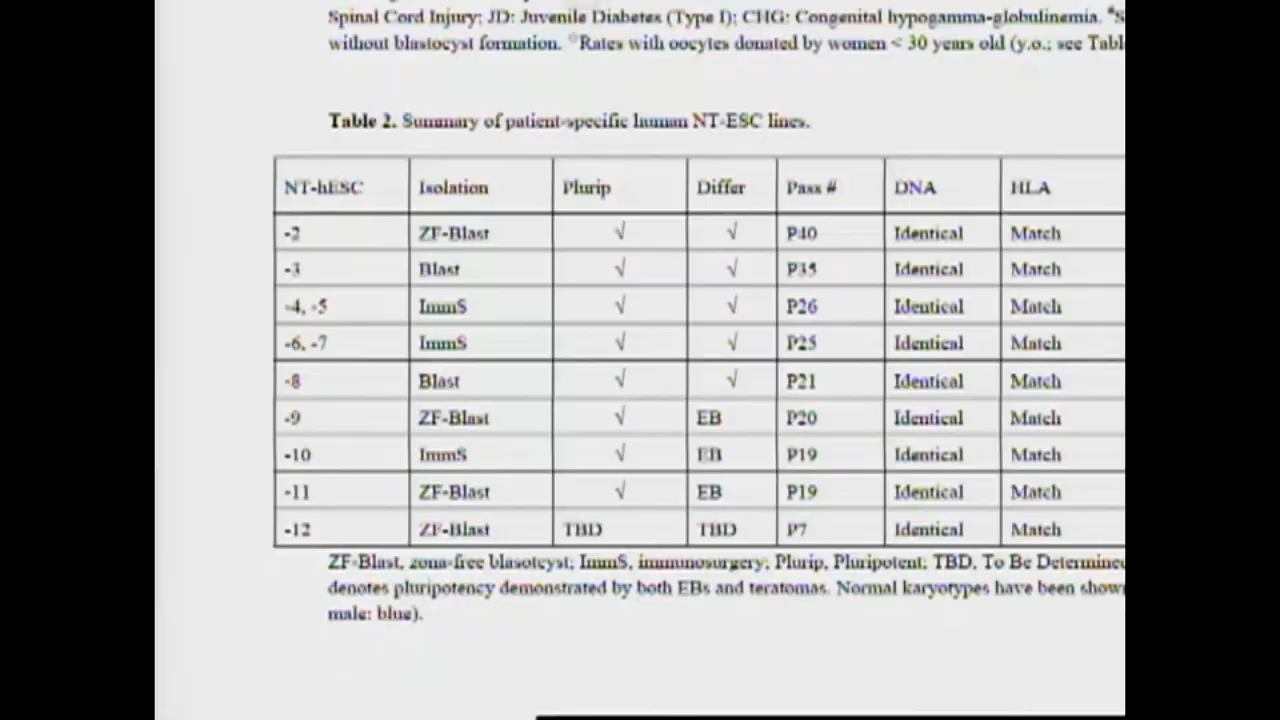 Spinal Cord Injury; JD: Juvenile Diabetes (Type I); CHG: Congenital hypogamma-globulinemia.
without blastocyst formation. Rates with oocytes donated by women < 30 years old (y.o.; see
Table 2. Summary of patient-specific human NT-ESC lines.
NT-hESC Isolation Plurip Differ Pass # DNA HLA
-2 ZF-Blast √ √ P40 Identical Match
-3 Blast √ √ P35 Identical Match
-4, -5 ImmS √ √ P26 Identical Match
-6, -7 ImmS √ √ P25 Identical Match
-8 Blast √ √ P21 Identical Match
-9 ZF-Blast √ EB P20 Identical Match
-10 ImmS √ EB P19 Identical Match
-11 ZF-Blast √ EB P19 Identical Match
-12 ZF-Blast TBD TBD P7 Identical Match
ZF-Blast, zona-free blasotcyst; ImmS, immunosurgery; Plurip, Pluripotent; TBD, To Be Determined
denotes pluripotency demonstrated by both EBs and teratomas. Normal karyotypes have been shown
male: blue).